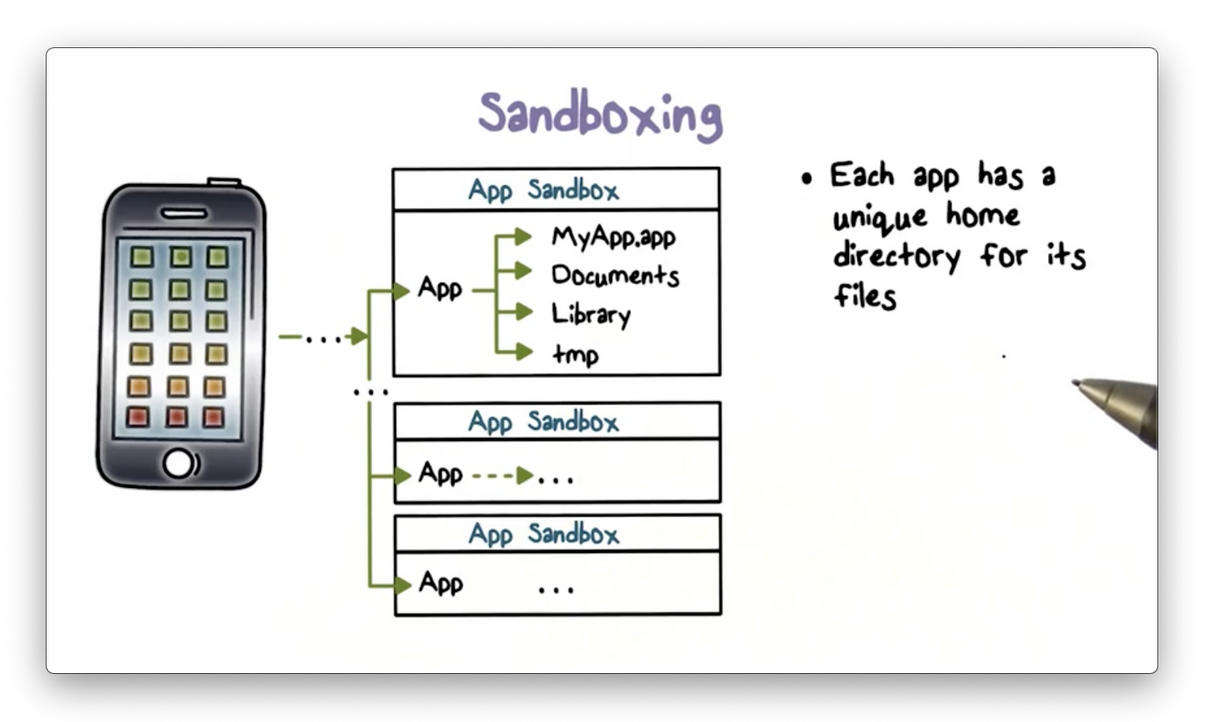 Sandboxing
App Sandbox
App
MyApp.app
Documents
Library
tmp
...
...
App Sandbox
App
...
App Sandbox
App
...
• Each app has a
unique home
directory for its
files